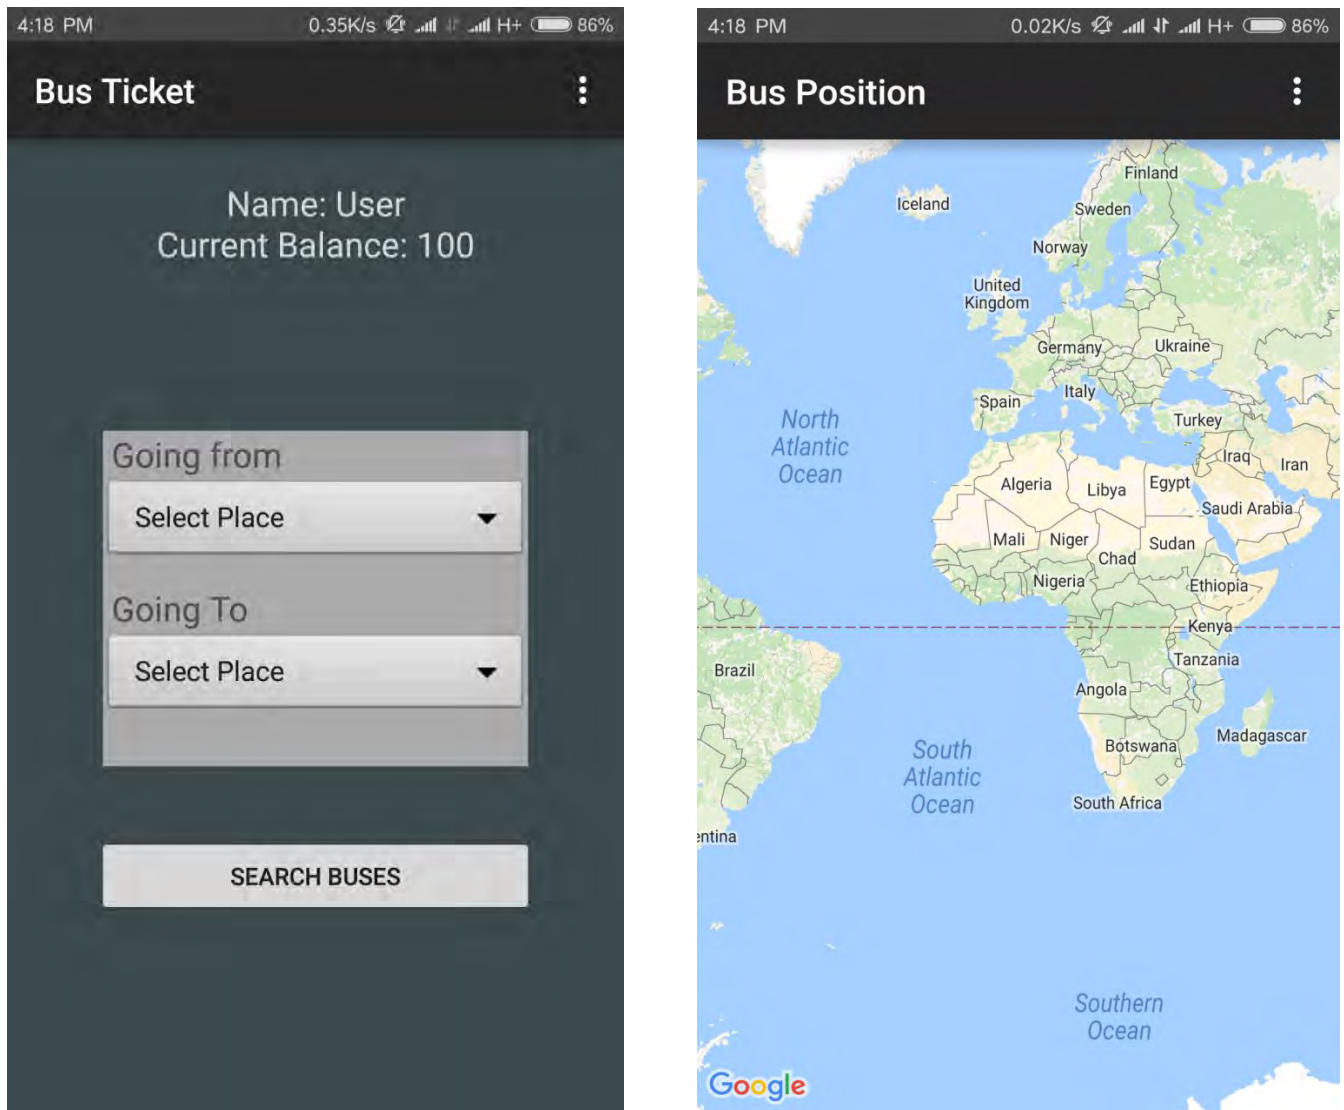 4:18 PM 0.35K/s H+ 86%
Bus Ticket
Name: User
Current Balance: 100
Going from
Select Place
Going To
Select Place
SEARCH BUSES
4:18 PM 0.02K/s H+ 86%
Bus Position
Finland
Iceland
Sweden
Norway
United
Kingdom
Germany
Ukraine
Spain
Italy
Turkey
North
Atlantic
Ocean
Iraq
Iran
Algeria
Libya
Egypt
Saudi Arabia
Mali
Niger
Chad
Sudan
Nigeria
Ethiopia
Kenya
Brazil
Tanzania
Angola
Madagascar
Botswana
South
Atlantic
Ocean
South Africa
entina
Southern
Ocean
Google